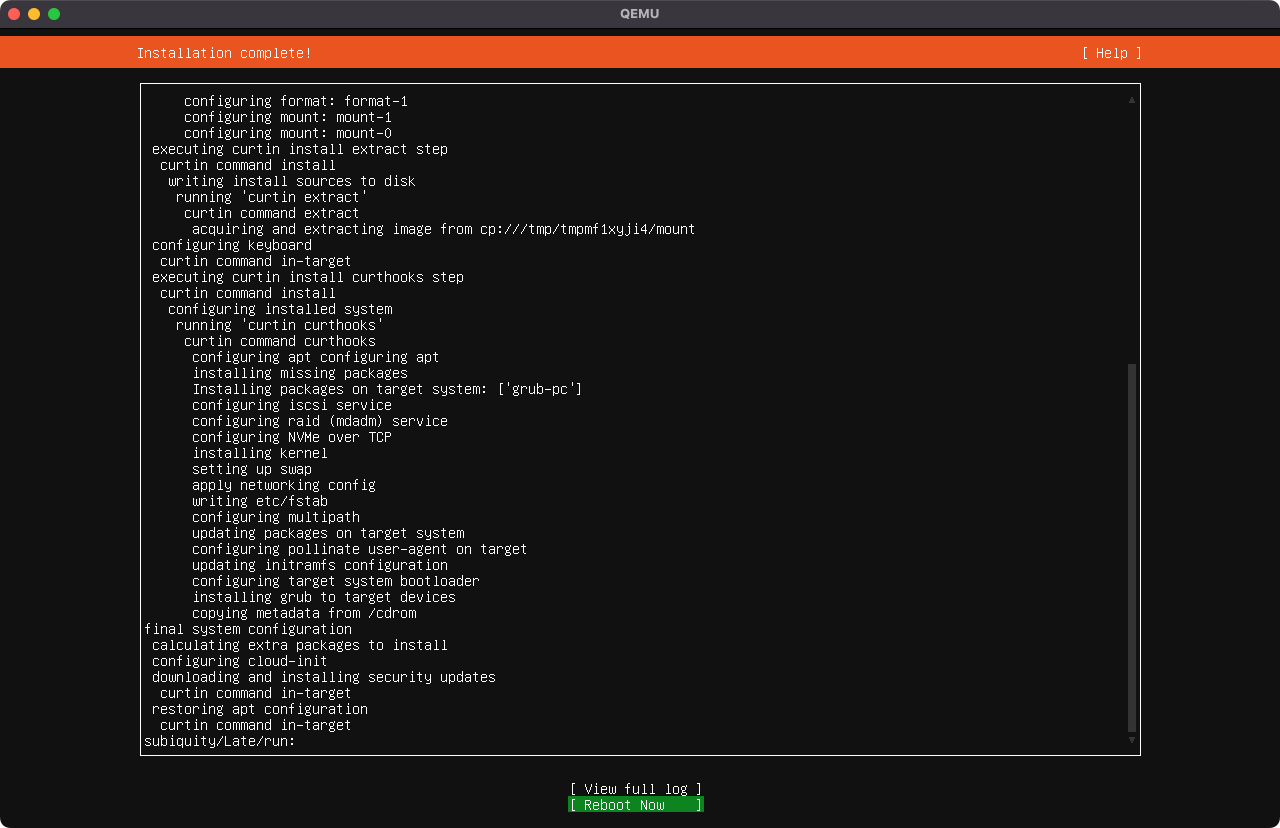 QEMU
Installation complete! [ Help ]
configuring format: format-1
configuring mount: mount-1
configuring mount: mount-0
executing curtin install extract step
curtin command install
writing install sources to disk
running 'curtin extract'
curtin command extract
acquiring and extracting image from cp:///tmp/tmpmf1xyji4/mount
configuring keyboard
curtin command in-target
executing curtin install curthooks step
curtin command install
configuring installed system
running 'curtin curthooks'
curtin command curthooks
configuring apt configuring apt
installing missing packages
Installing packages on target system: ['grub-pc']
configuring iscsi service
configuring raid (mdadm) service
configuring NVMe over TCP
installing kernel
setting up swap
apply networking config
writing etc/fstab
configuring multipath
updating packages on target system
configuring pollinate user-agent on target
updating initramfs configuration
configuring target system bootloader
installing grub to target devices
copying metadata from /cdrom
final system configuration
calculating extra packages to install
configuring cloud-init
downloading and installing security updates
curtin command in-target
restoring apt configuration
curtin command in-target
subiquity/Late/run:
[ View full log ]
[ Reboot Now ]